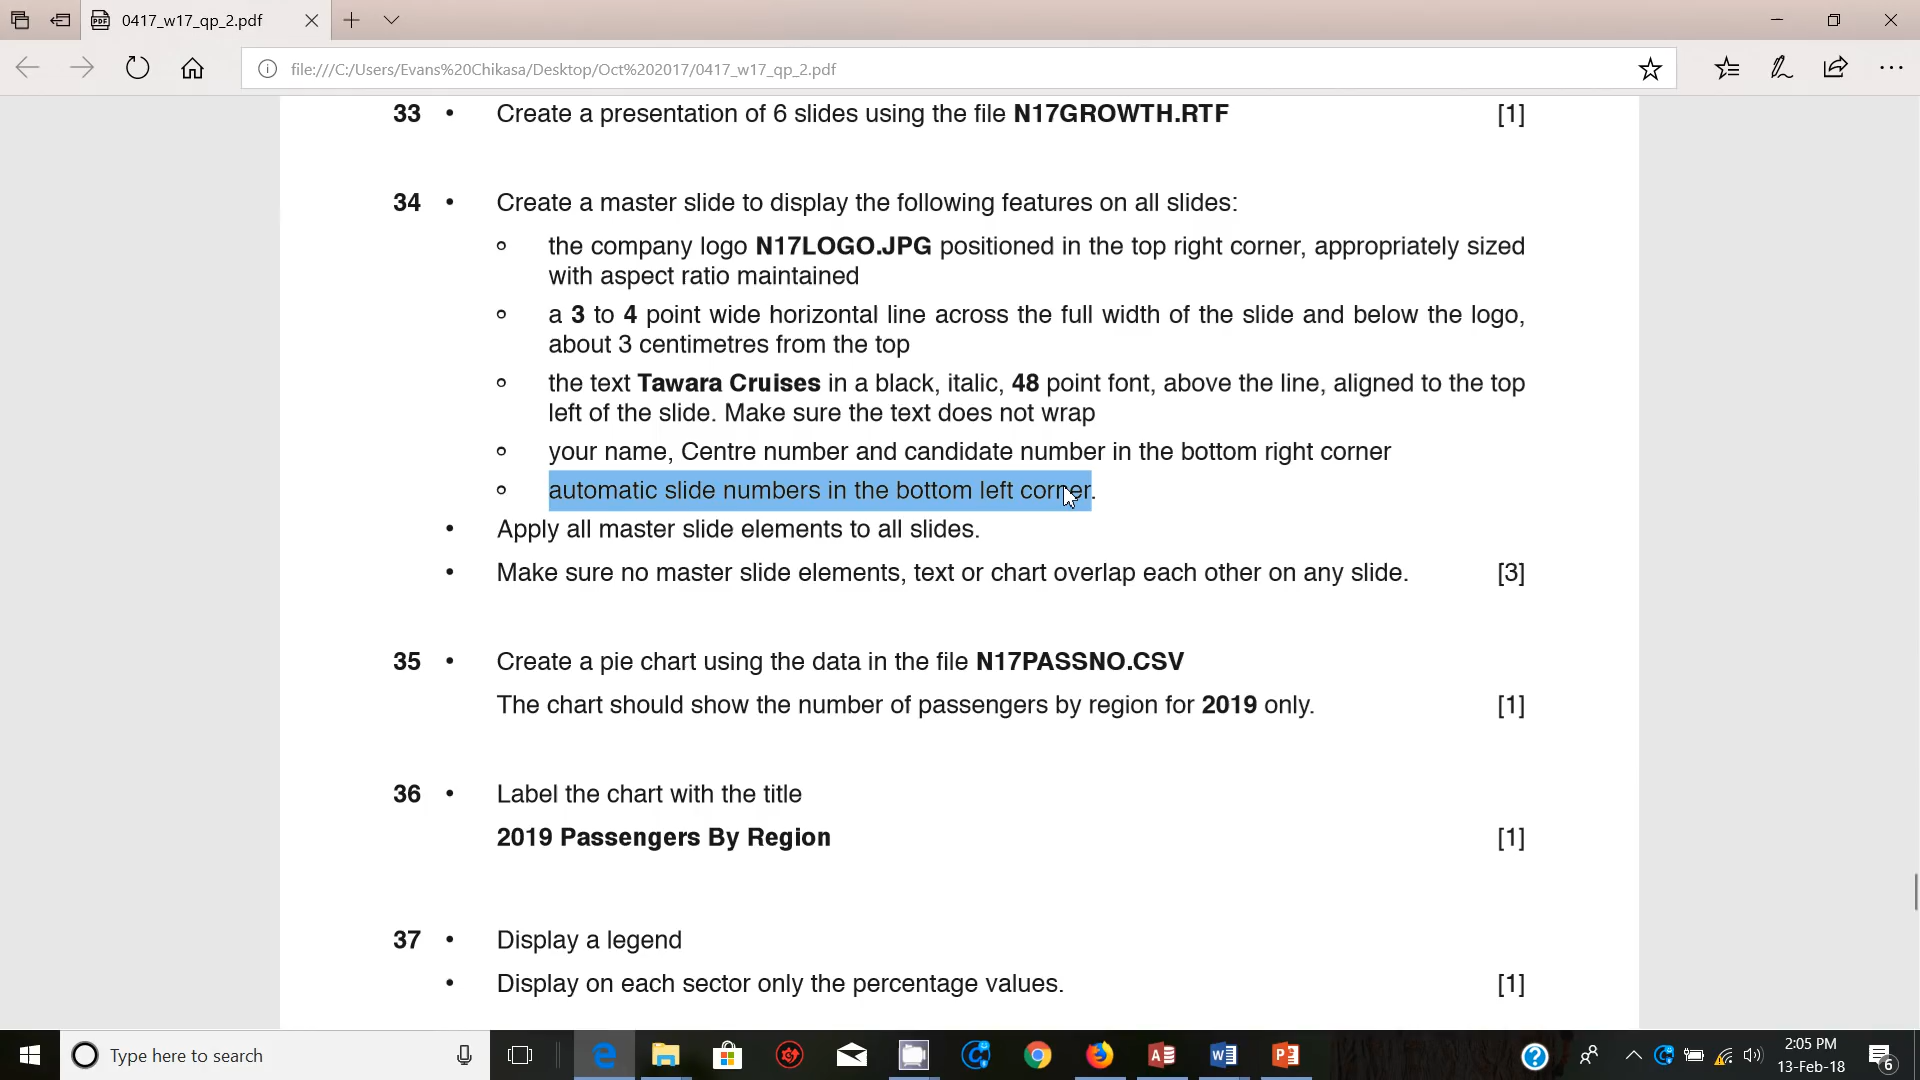 0417_w17_qp_2.pdf
file:///C:/Users/Evans%20Chikasa/Desktop/Oct%202017/0417_w17_qp_2.pdf
33 • Create a presentation of 6 slides using the file N17GROWTH.RTF [1]
34 • Create a master slide to display the following features on all slides:
o the company logo N17LOGO.JPG positioned in the top right corner, appropriately sized
with aspect ratio maintained
o a 3 to 4 point wide horizontal line across the full width of the slide and below the logo,
about 3 centimetres from the top
o the text Tawara Cruises in a black, italic, 48 point font, above the line, aligned to the top
left of the slide. Make sure the text does not wrap
o your name, Centre number and candidate number in the bottom right corner
o automatic slide numbers in the bottom left corner.
• Apply all master slide elements to all slides.
• Make sure no master slide elements, text or chart overlap each other on any slide. [3]
35 • Create a pie chart using the data in the file N17PASSNO.CSV
The chart should show the number of passengers by region for 2019 only. [1]
36 • Label the chart with the title
2019 Passengers By Region [1]
37 • Display a legend
• Display on each sector only the percentage values. [1]
Type here to search
2:05 PM
13-Feb-18
6